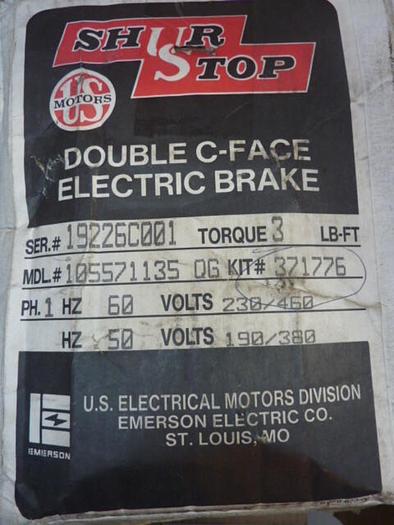 SHUR
STOP
US
MOTORS
DOUBLE C-FACE
ELECTRIC BRAKE
SER.# 19226C001 TORQUE 3 LB-FT
MDL.# 105571135 QG KIT# 371776
PH. 1 HZ 60 VOLTS 230/460
HZ 50 VOLTS 190/380
U.S. ELECTRICAL MOTORS DIVISION
EMERSON ELECTRIC CO.
ST. LOUIS, MO
EMERSON